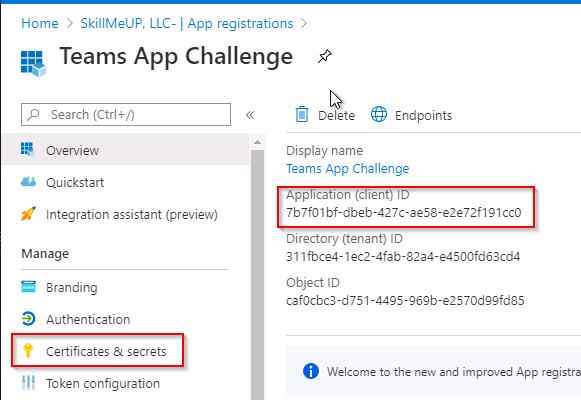 Home > SkillMeUP, LLC- | App registrations >
Teams App Challenge
Search (Ctrl+/)
«
Overview
Quickstart
Integration assistant (preview)
Manage
Branding
Authentication
Certificates & secrets
Token configuration
Delete Endpoints
Display name
Teams App Challenge
Application (client) ID
7b7f01bf-dbeb-427c-ae58-e2e72f191cc0
Directory (tenant) ID
311fbce4-1ec2-4fab-82a4-e4500fd63cd4
Object ID
caf0cbc3-d751-4495-969b-e2570d99fd85
Welcome to the new and improved App registra